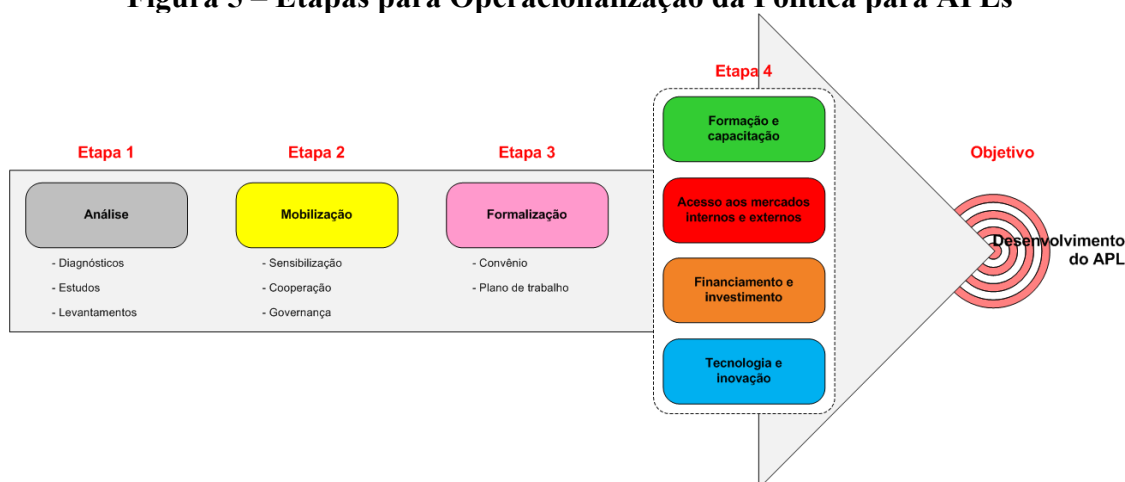 Figura 5 – Etapas para Operacionalização da Política para APLs
Etapa 1
Análise
- Diagnósticos
- Estudos
- Levantamentos
Etapa 2
Mobilização
- Sensibilização
- Cooperação
- Governança
Etapa 3
Formalização
- Convênio
- Plano de trabalho
Etapa 4
Formação e
capacitação
Acesso aos mercados
internos e externos
Financiamento e
investimento
Tecnologia e
inovação
Objetivo
Desenvolvimento
do APL